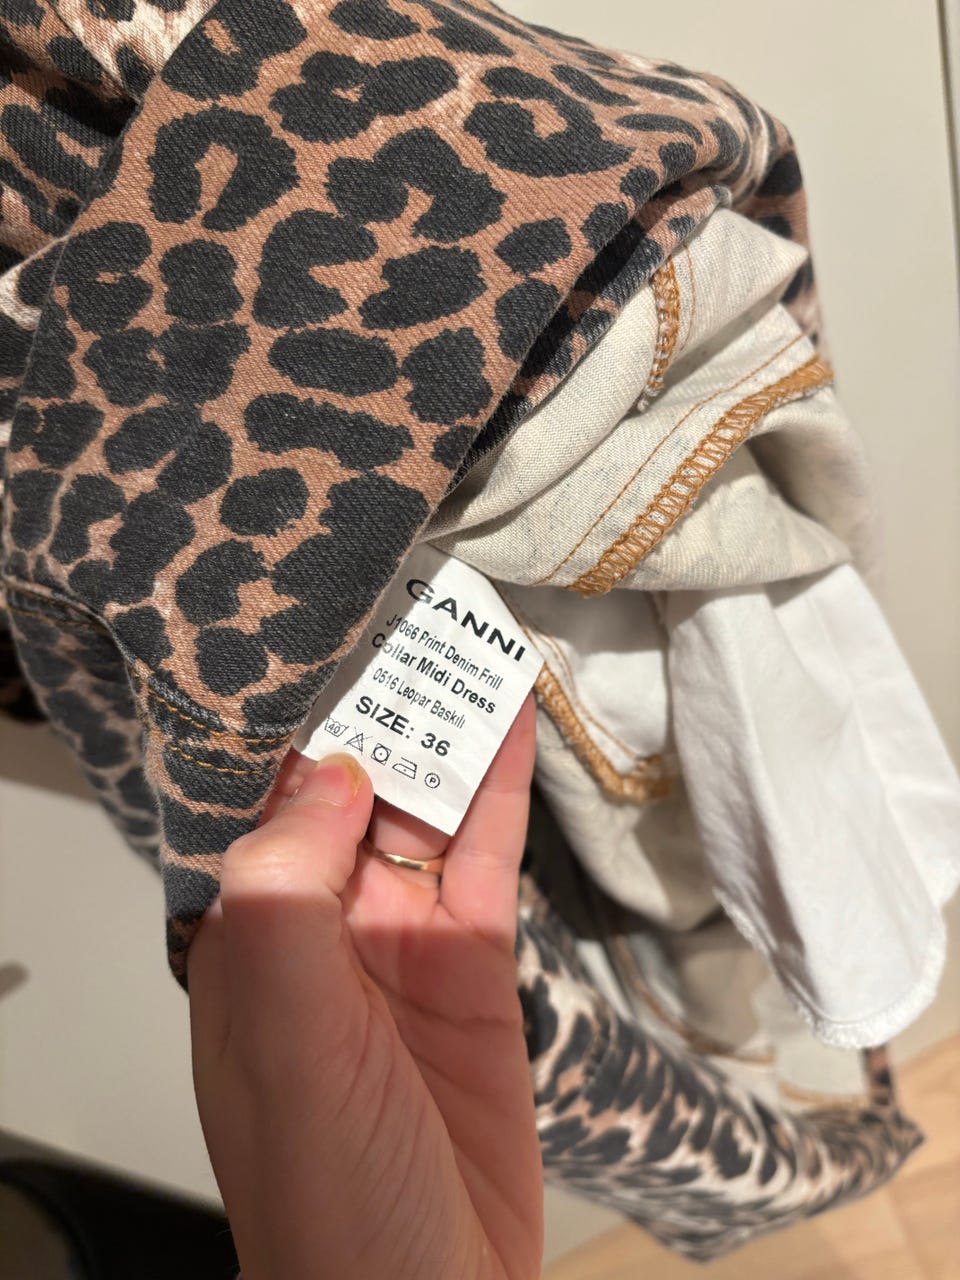 GANNI
J1066 Print Denim Frill
Collar Midi Dress
0516 Leopar Baskılı
SIZE: 36
40
P